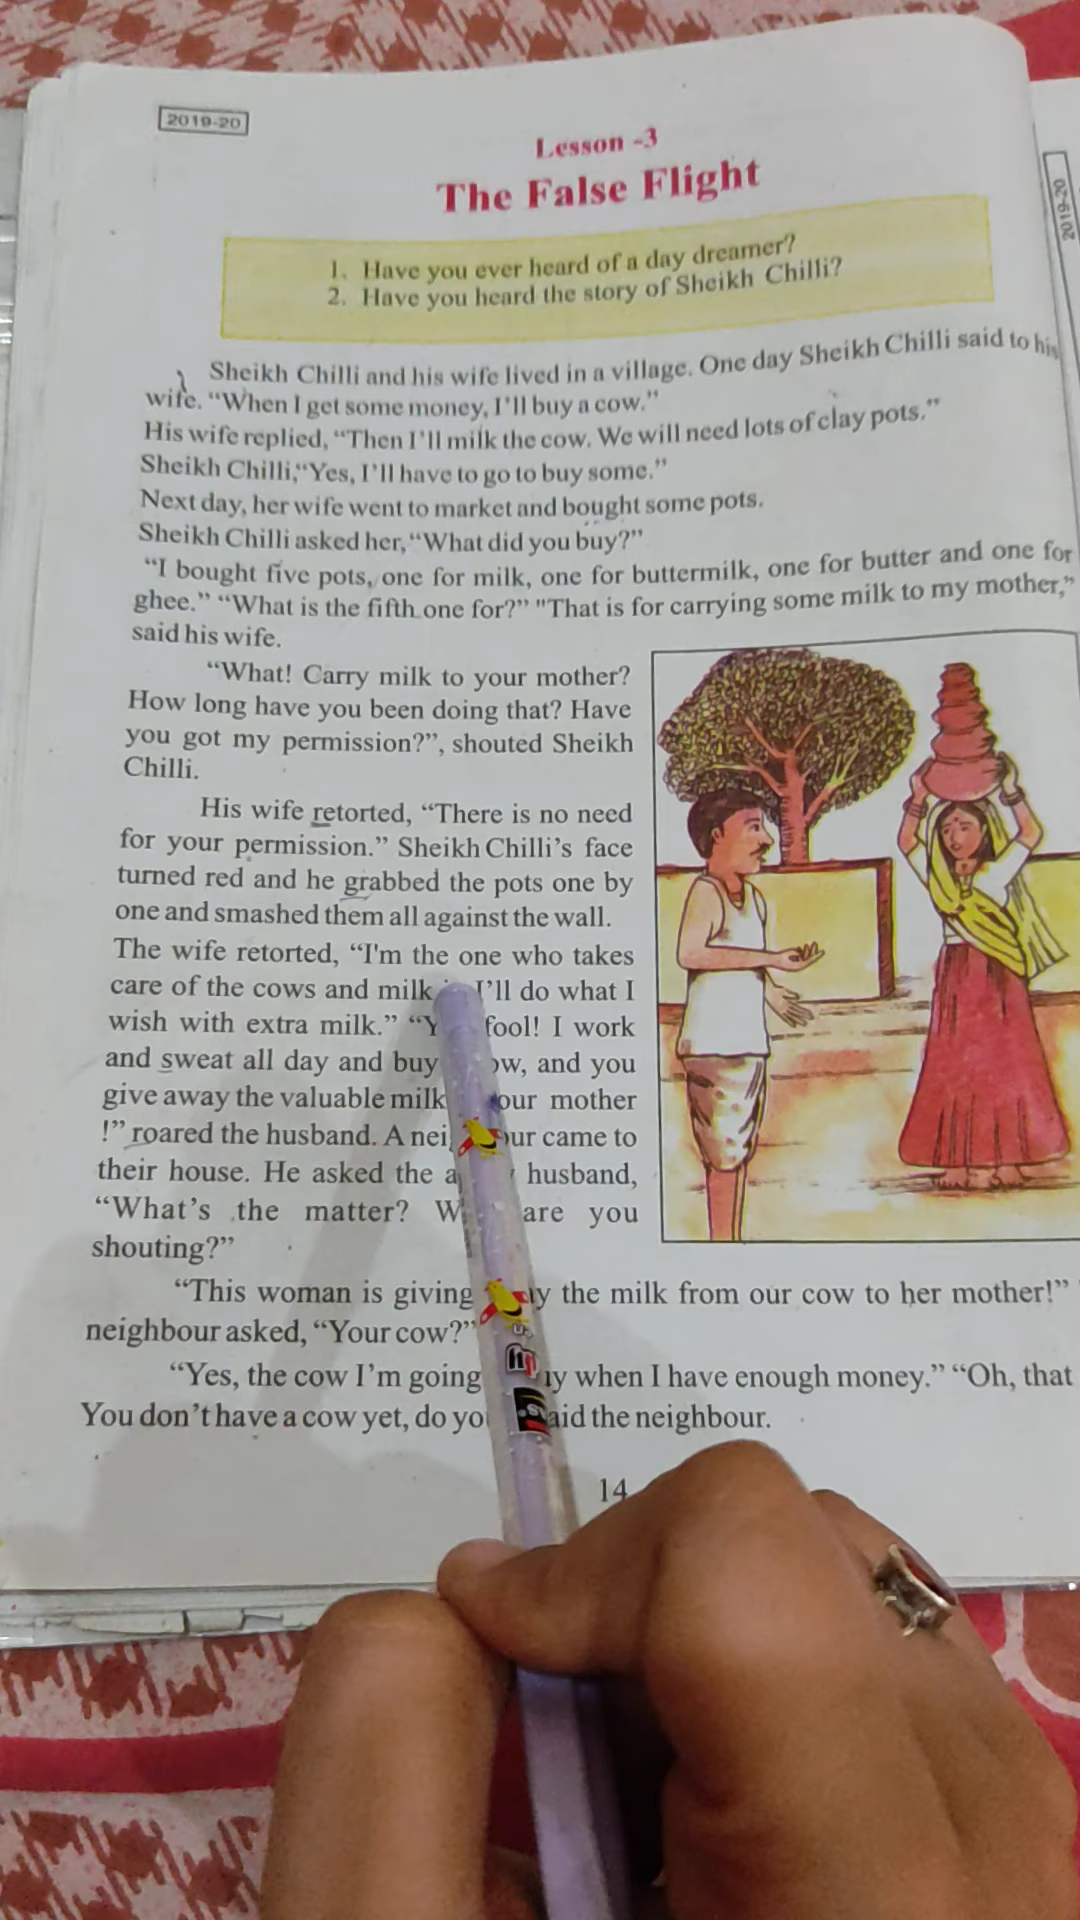 2019-20
Lesson -3
The False Flight
2019-20
1. Have you ever heard of a day dreamer?
2. Have you heard the story of Sheikh Chilli?
Sheikh Chilli and his wife lived in a village. One day Sheikh Chilli said to his
wife. “When I get some money, I’ll buy a cow.”
His wife replied, “Then I’ll milk the cow. We will need lots of clay pots.”
Sheikh Chilli,“Yes, I’ll have to go to buy some.”
Next day, her wife went to market and bought some pots.
Sheikh Chilli asked her,“What did you buy?”
“I bought five pots, one for milk, one for buttermilk, one for butter and one for
ghee.” “What is the fifth one for?” "That is for carrying some milk to my mother,”
said his wife.
“What! Carry milk to your mother?
How long have you been doing that? Have
you got my permission?”, shouted Sheikh
Chilli.
His wife retorted, “There is no need
for your permission.” Sheikh Chilli’s face
turned red and he grabbed the pots one by
one and smashed them all against the wall.
The wife retorted, “I'm the one who takes
care of the cows and milk I’ll do what I
wish with extra milk.” fool! I work
and sweat all day and buy and you
give away the valuable milk mother
!” roared the husband. A came to
their house. He asked the husband,
“What’s the matter? are you
shouting?”
“This woman is giving the milk from our cow to her mother!”
neighbour asked, “Your cow?”
“Yes, the cow I’m going when I have enough money.” “Oh, that
You don’t have a cow yet, do the neighbour.
14